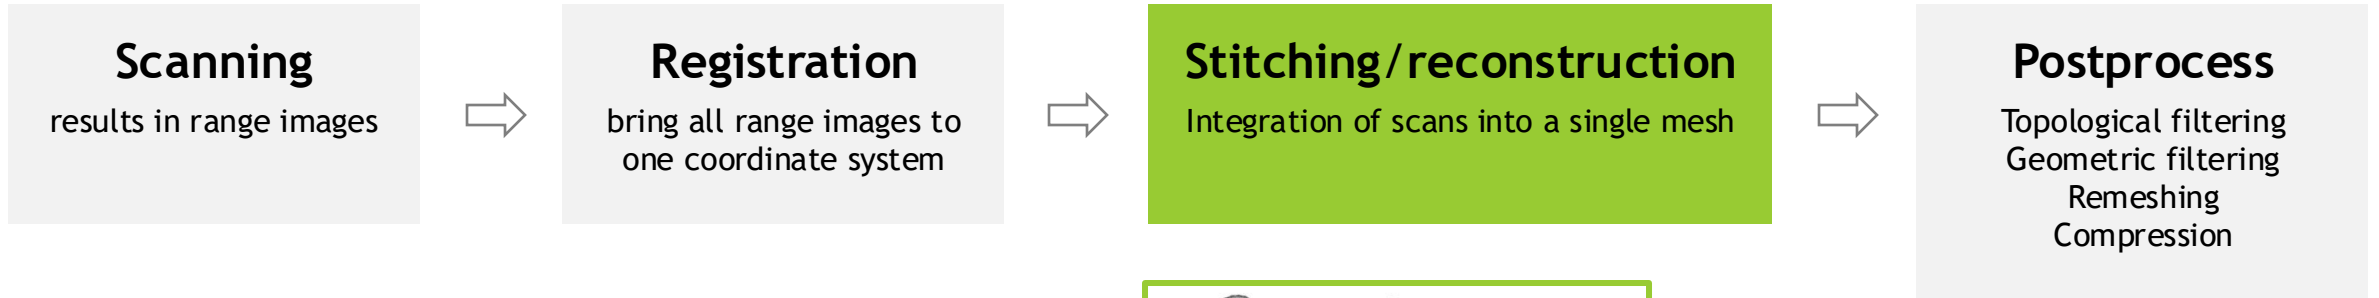 Scanning
results in range images
Registration
bring all range images to
one coordinate system
Stitching/reconstruction
Integration of scans into a single mesh
Postprocess
Topological filtering
Geometric filtering
Remeshing
Compression